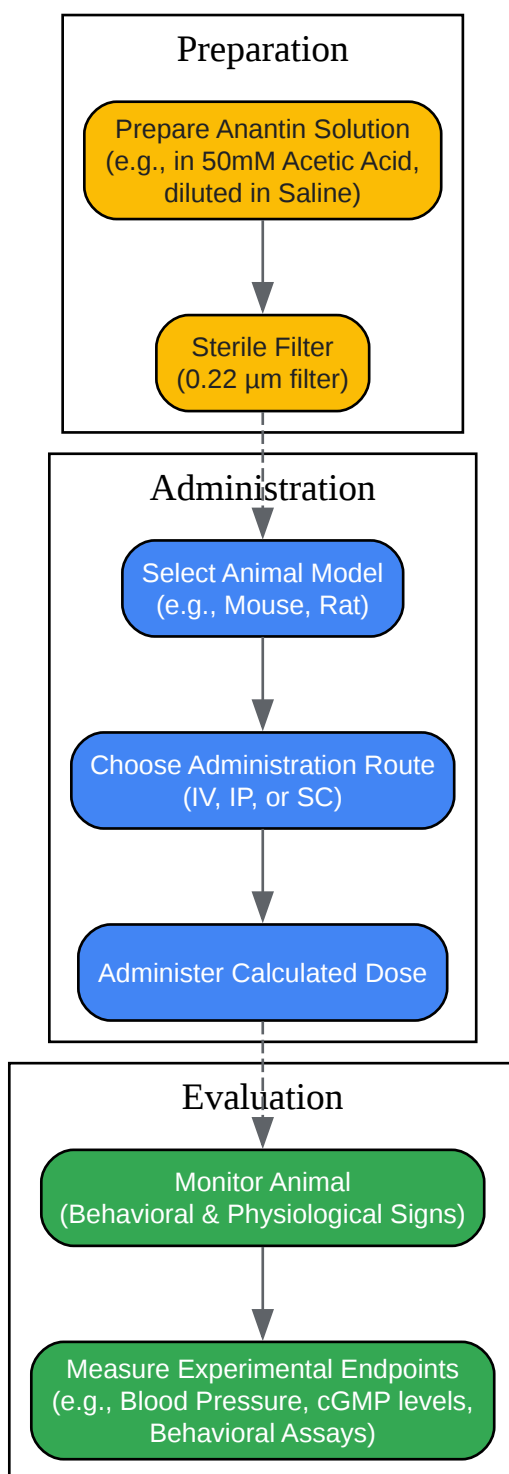 Preparation
Prepare Anantin Solution
(e.g., in 50mM Acetic Acid,
diluted in Saline)
Sterile Filter
(0.22 µm filter)
Administration
Select Animal Model
(e.g., Mouse, Rat)
Choose Administration Route
(IV, IP, or SC)
Administer Calculated Dose
Evaluation
Monitor Animal
(Behavioral & Physiological Signs)
Measure Experimental Endpoints
(e.g., Blood Pressure, cGMP levels,
Behavioral Assays)